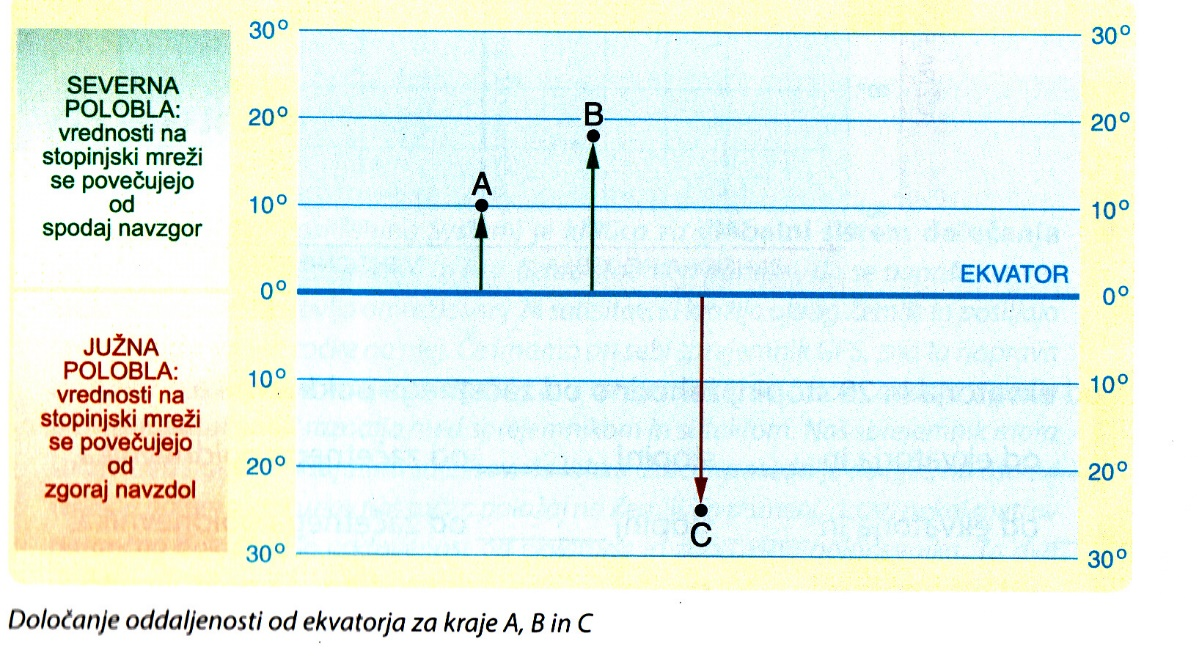 30°
30°
SEVERNA
POLOBLA:
vrednosti na
stopinjski mreži
se povečujejo
od
spodaj navzgor
20°
B
20°
A
10°
10°
EKVATOR
0°
0°
JUŽNA
POLOBLA:
vrednosti na
stopinjski mreži
se povečujejo
od
zgoraj navzdol
10°
10°
20°
20°
C
30°
30°
Določanje oddaljenosti od ekvatorja za kraje A, B in C